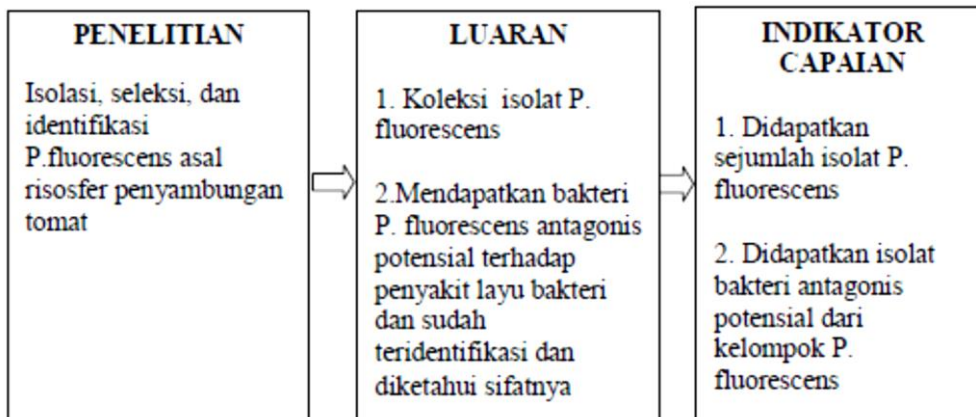 PENELITIAN
Isolasi, seleksi, dan
identifikasi
P.fluorescens asal
risosfer penyambungan
tomat
LUARAN
1. Koleksi isolat P.
fluorescens
2.Mendapatkan bakteri
P. fluorescens antagonis
potensial terhadap
penyakit layu bakteri
dan sudah
teridentifikasi dan
diketahui sifatnya
INDIKATOR
CAPAIAN
1. Didapatkan
sejumlah isolat P.
fluorescens
2. Didapatkan isolat
bakteri antagonis
potensial dari
kelompok P.
fluorescens